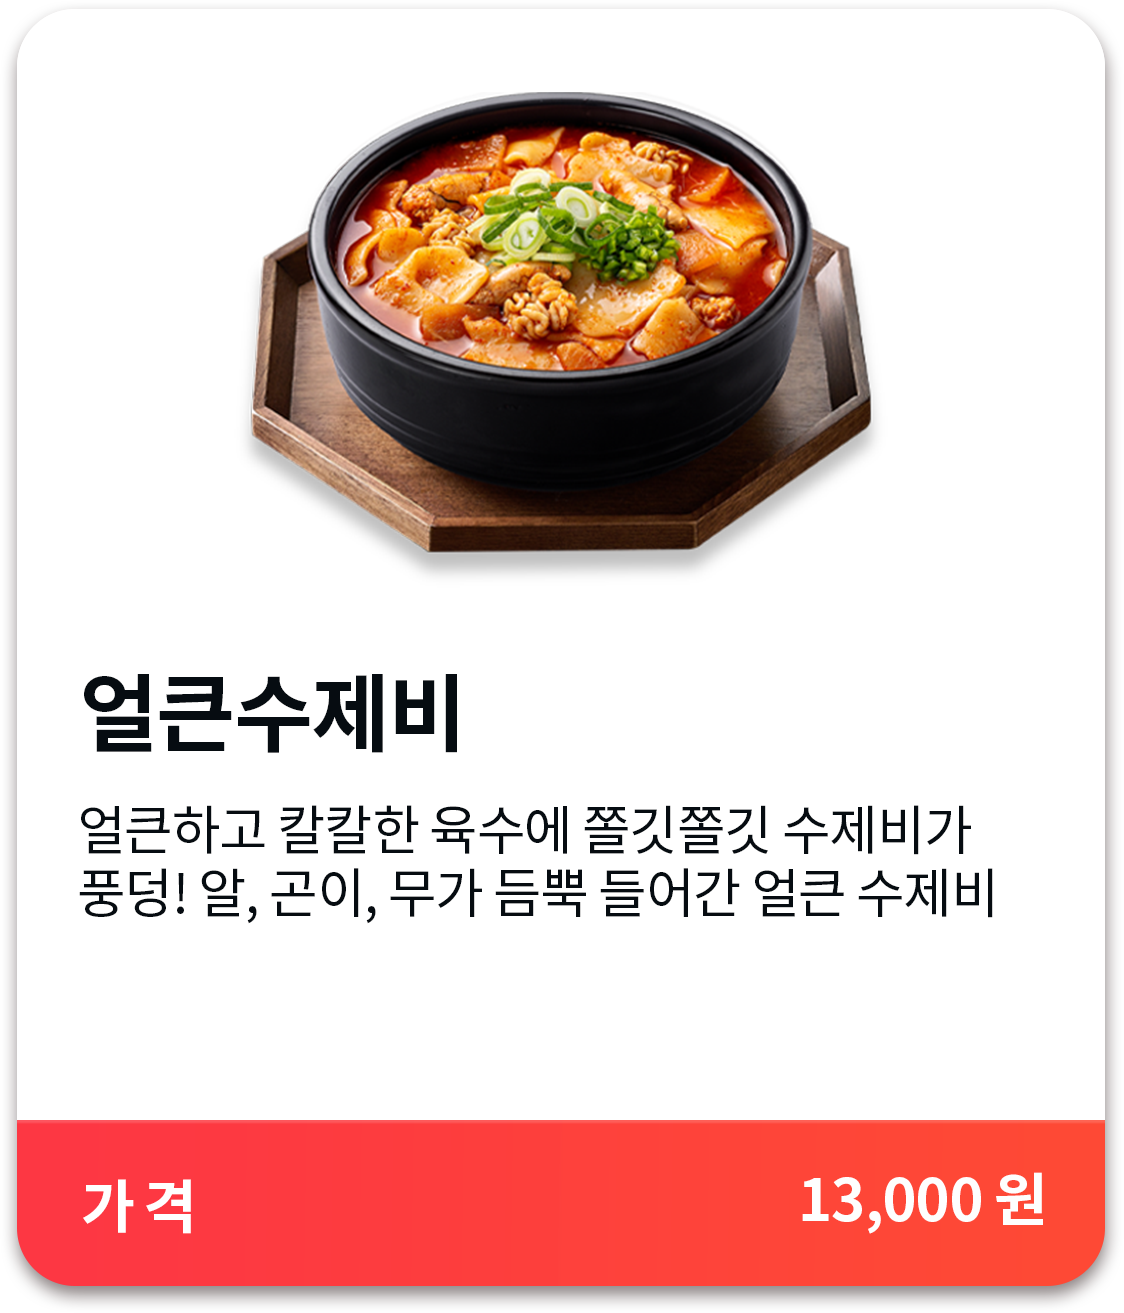 얼큰수제비
얼큰하고 칼칼한 육수에 쫄깃쫄깃 수제비가
풍덩! 알, 곤이, 무가 듬뿍 들어간 얼큰 수제비
가격 13,000 원